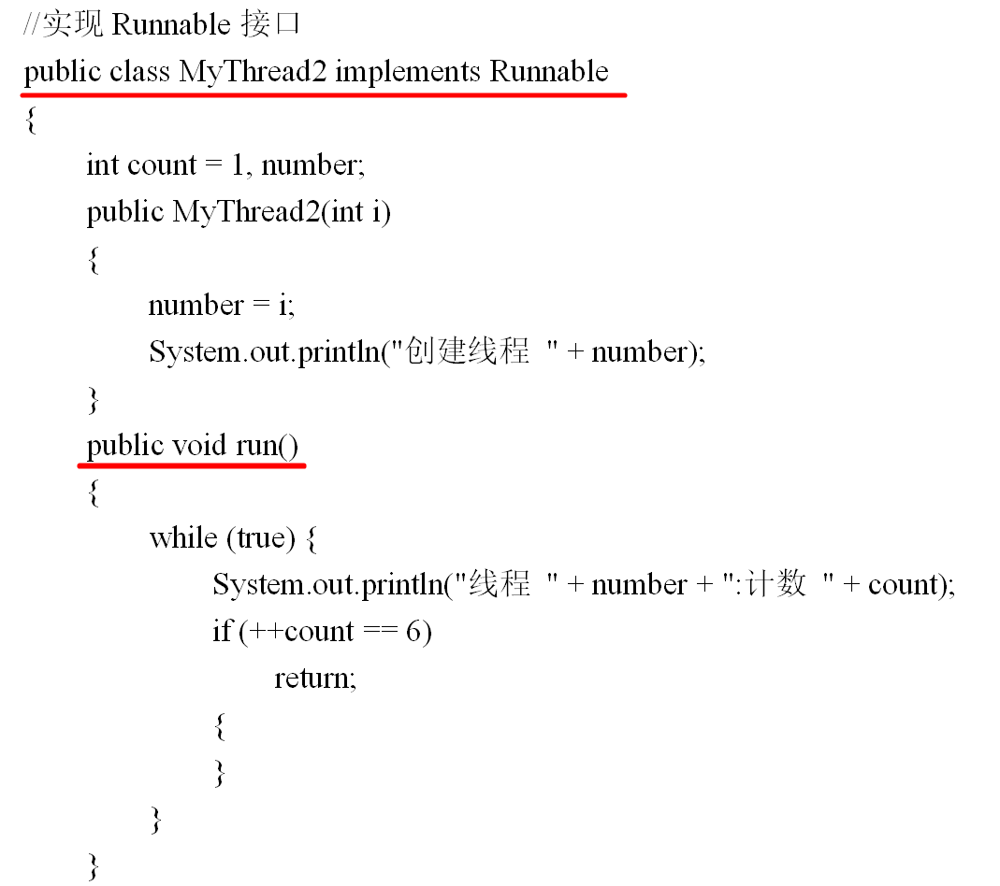 //实现 Runnable 接口
public class MyThread2 implements Runnable
{
int count = 1, number;
public MyThread2(int i)
{
number = i;
System.out.println("创建线程 " + number);
}
public void run()
{
while (true) {
System.out.println("线程 " + number + ":计数 " + count);
if (++count == 6)
return;
{
}
}
}